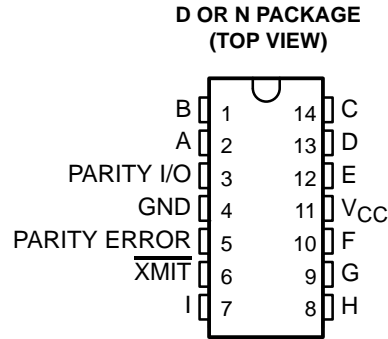 D OR N PACKAGE
(TOP VIEW)
B 1 14 C
A 2 13 D
PARITY I/O 3 12 E
GND 4 11 VCC
PARITY ERROR 5 10 F
XMIT 6 9 G
I 7 8 H